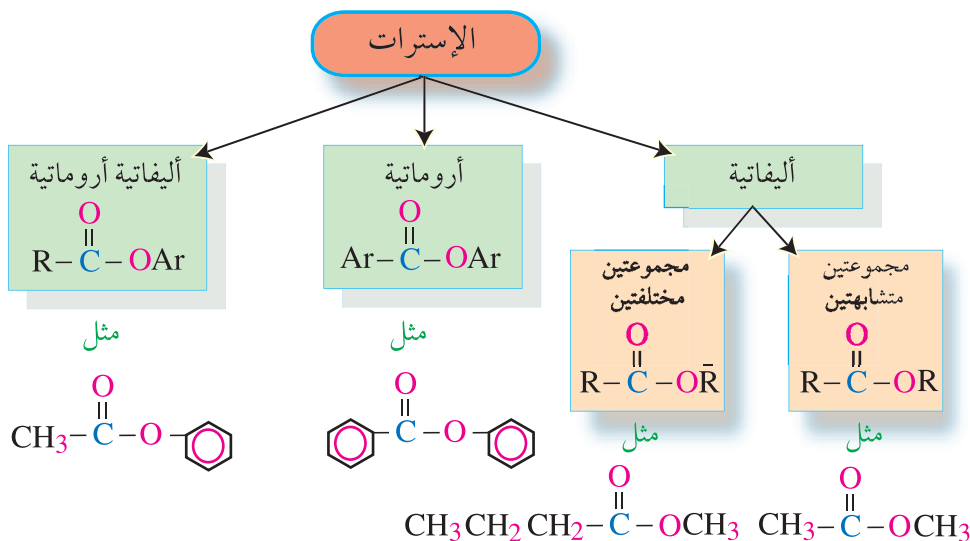 الإسترات
أليفاتية
مجموعتين
متشابهتين
O
R–C–OR
مثل
O
CH3–C–OCH3
مجموعتين
مختلفتين
O
R–C–OR̄
مثل
O
CH3CH2CH2–C–OCH3
أروماتية
O
Ar–C–OAr
مثل
O
C–O
أليفاتية أروماتية
O
R–C–OAr
مثل
O
CH3–C–O